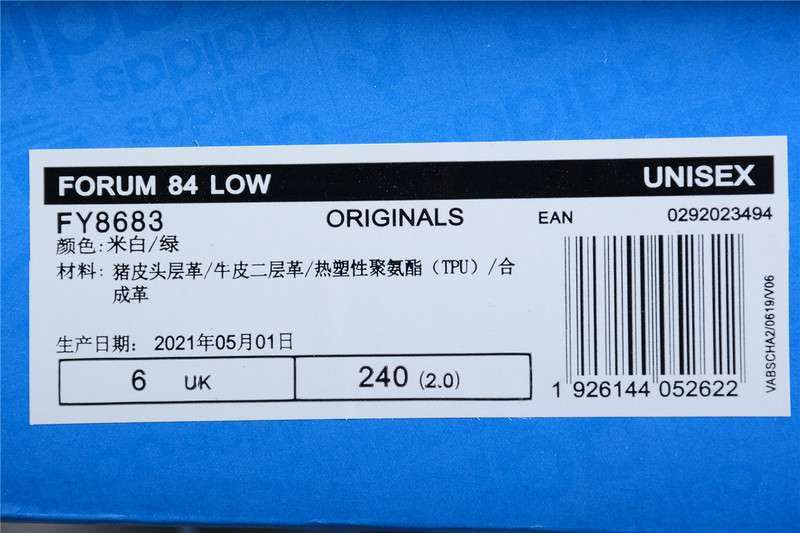 adidas
adidas
adidas
FORUM 84 LOW UNISEX
FY8683 ORIGINALS EAN 0292023494
颜色:米白/绿
材料: 猪皮头层革/牛皮二层革/热塑性聚氨酯（TPU）/合
成革
生产日期: 2021年05月01日
6 UK 240 (2.0)
1 926144 052622
VABSCHA2/0619/V06